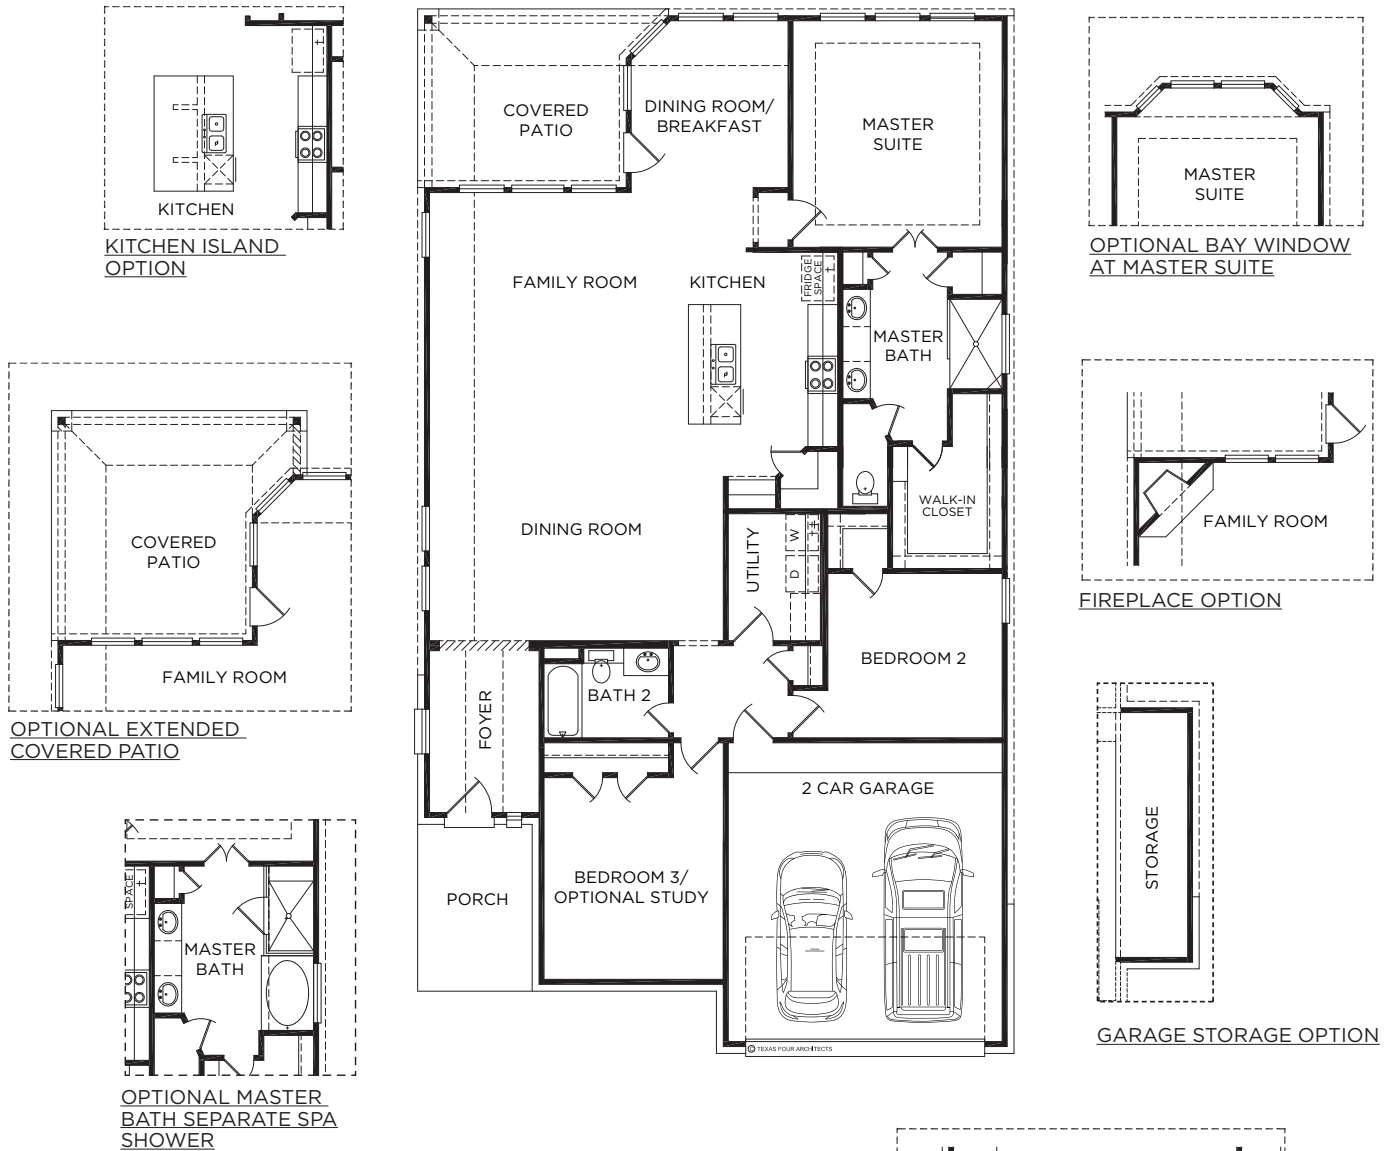 KITCHEN
KITCHEN ISLAND
OPTION
COVERED
PATIO
FAMILY ROOM
OPTIONAL EXTENDED
COVERED PATIO
SPACE
MASTER
BATH
OPTIONAL MASTER
BATH SEPARATE SPA
SHOWER
COVERED
PATIO
DINING ROOM/
BREAKFAST
MASTER
SUITE
FAMILY ROOM
KITCHEN
FRIDGE
SPACE
MASTER
BATH
WALK-IN
CLOSET
DINING ROOM
UTILITY
W
D
BEDROOM 2
BATH 2
FOYER
2 CAR GARAGE
BEDROOM 3/
OPTIONAL STUDY
PORCH
© TEXAS FOUR ARCHITECTS
MASTER
SUITE
OPTIONAL BAY WINDOW
AT MASTER SUITE
FAMILY ROOM
FIREPLACE OPTION
STORAGE
GARAGE STORAGE OPTION